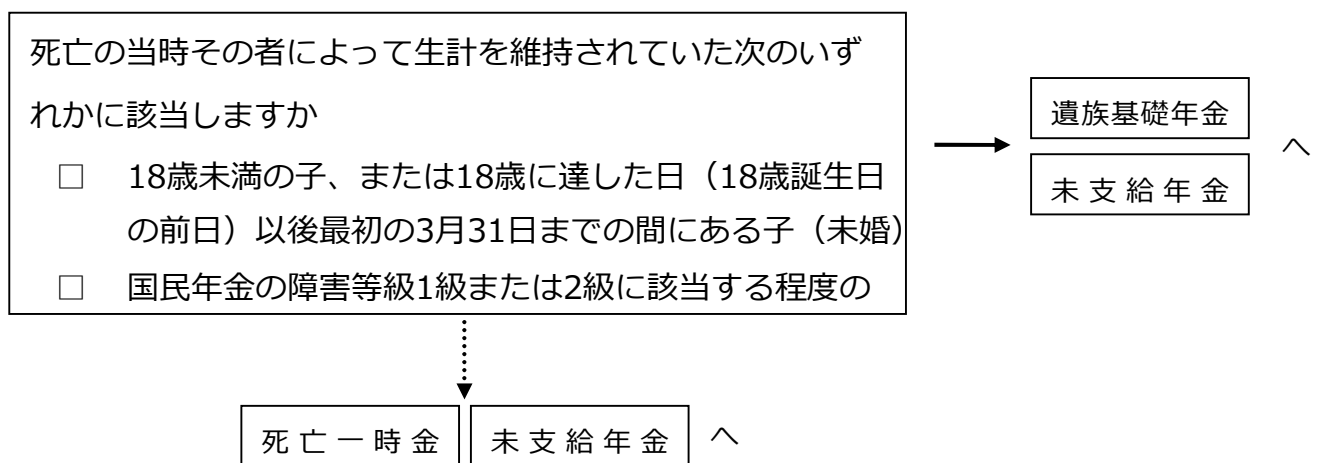 死亡の当時その者によって生計を維持されていた次のいず
れかに該当しますか
□ 18歳未満の子、または18歳に達した日（18歳誕生日
の前日）以後最初の3月31日までの間にある子（未婚）
□ 国民年金の障害等級1級または2級に該当する程度の
遺族基礎年金
未支給年金
へ
死亡一時金
未支給年金
へ